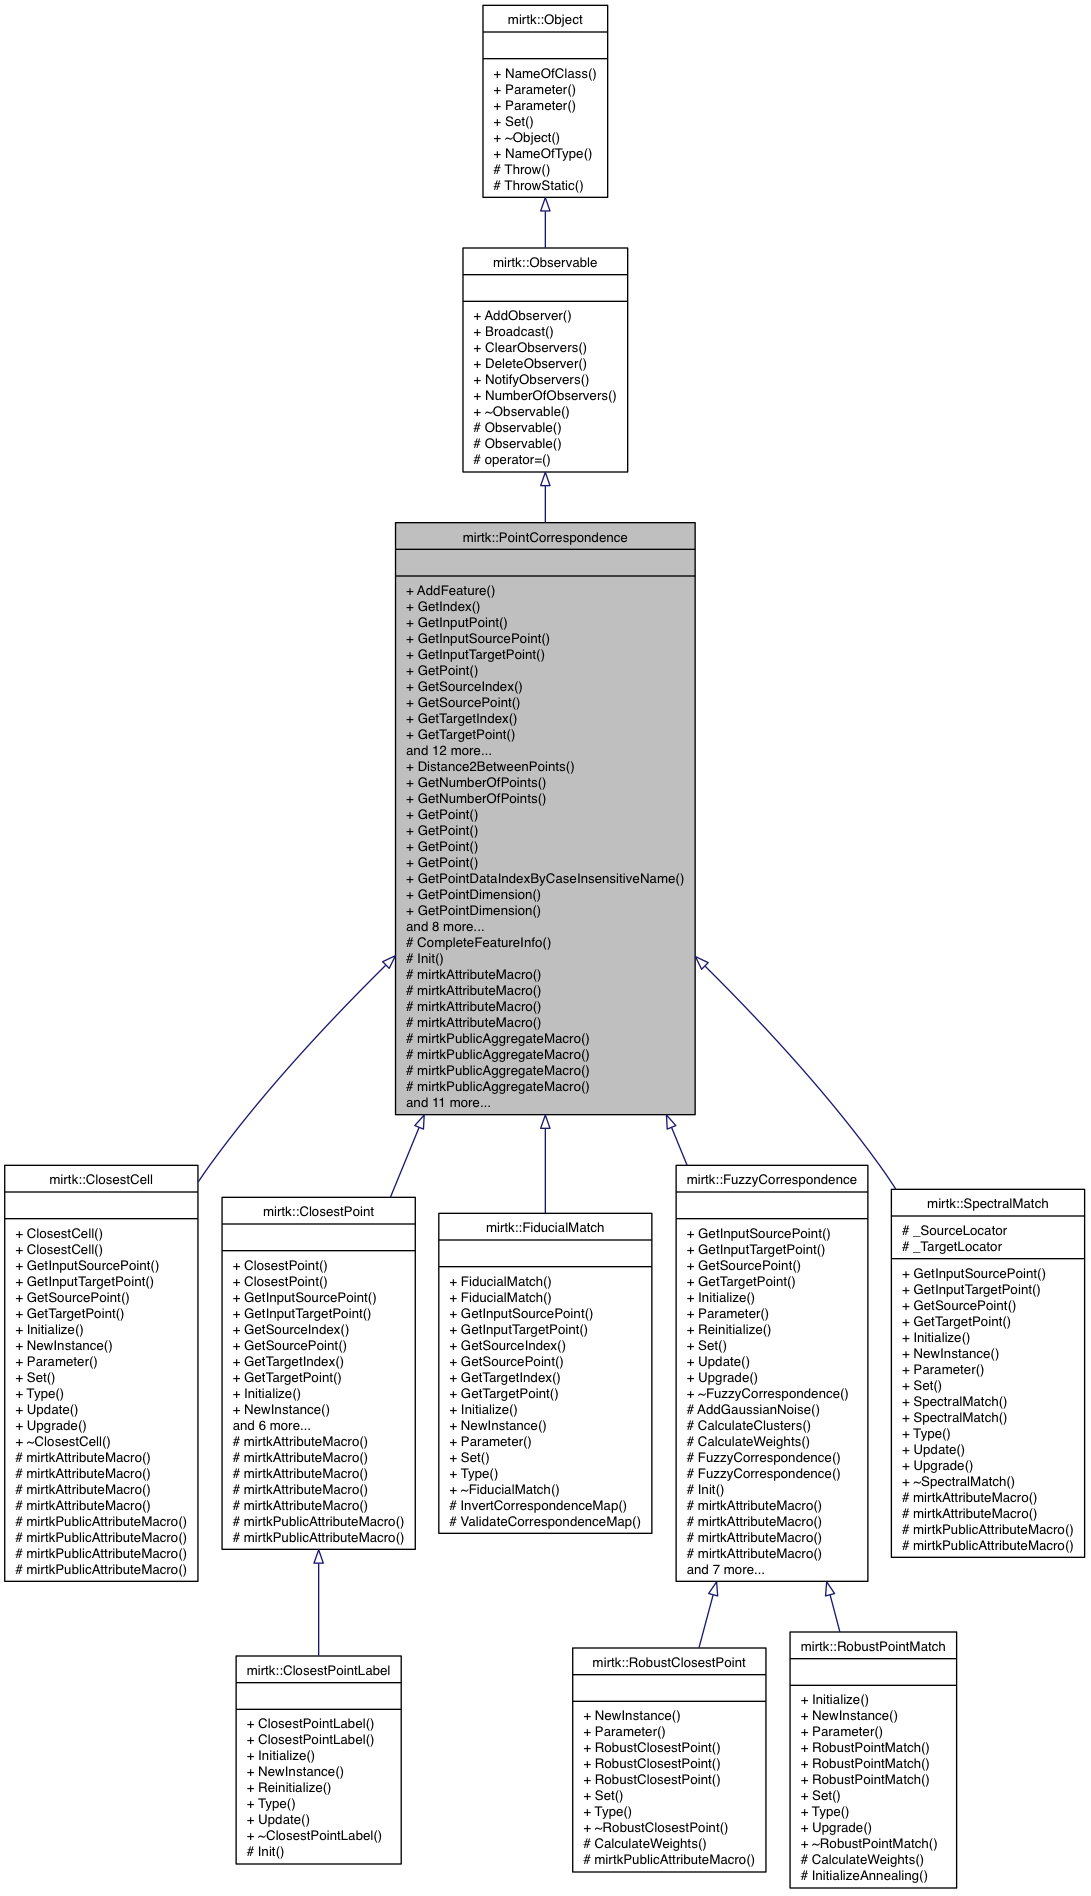 mirtk::Object
+ NameOfClass()
+ Parameter()
+ Parameter()
+ Set()
+ ~Object()
+ NameOfType()
# Throw()
# ThrowStatic()
mirtk::Observable
+ AddObserver()
+ Broadcast()
+ ClearObservers()
+ DeleteObserver()
+ NotifyObservers()
+ NumberOfObservers()
+ ~Observable()
# Observable()
# Observable()
# operator=()
mirtk::PointCorrespondence
+ AddFeature()
+ GetIndex()
+ GetInputPoint()
+ GetInputSourcePoint()
+ GetInputTargetPoint()
+ GetPoint()
+ GetSourceIndex()
+ GetSourcePoint()
+ GetTargetIndex()
+ GetTargetPoint()
and 12 more...
+ Distance2BetweenPoints()
+ GetNumberOfPoints()
+ GetNumberOfPoints()
+ GetPoint()
+ GetPoint()
+ GetPoint()
+ GetPoint()
+ GetPointDataIndexByCaseInsensitiveName()
+ GetPointDimension()
+ GetPointDimension()
and 8 more...
# CompleteFeatureInfo()
# Init()
# mirtkAttributeMacro()
# mirtkAttributeMacro()
# mirtkAttributeMacro()
# mirtkAttributeMacro()
# mirtkPublicAggregateMacro()
# mirtkPublicAggregateMacro()
# mirtkPublicAggregateMacro()
# mirtkPublicAggregateMacro()
and 11 more...
mirtk::ClosestCell
+ ClosestCell()
+ ClosestCell()
+ GetInputSourcePoint()
+ GetInputTargetPoint()
+ GetSourcePoint()
+ GetTargetPoint()
+ Initialize()
+ NewInstance()
+ Parameter()
+ Set()
+ Type()
+ Update()
+ Upgrade()
+ ~ClosestCell()
# mirtkAttributeMacro()
# mirtkAttributeMacro()
# mirtkAttributeMacro()
# mirtkAttributeMacro()
# mirtkPublicAttributeMacro()
# mirtkPublicAttributeMacro()
# mirtkPublicAttributeMacro()
# mirtkPublicAttributeMacro()
mirtk::ClosestPoint
+ ClosestPoint()
+ ClosestPoint()
+ GetInputSourcePoint()
+ GetInputTargetPoint()
+ GetSourceIndex()
+ GetSourcePoint()
+ GetTargetIndex()
+ GetTargetPoint()
+ Initialize()
+ NewInstance()
and 6 more...
# mirtkAttributeMacro()
# mirtkAttributeMacro()
# mirtkAttributeMacro()
# mirtkAttributeMacro()
# mirtkAttributeMacro()
# mirtkPublicAttributeMacro()
# mirtkPublicAttributeMacro()
mirtk::FiducialMatch
+ FiducialMatch()
+ FiducialMatch()
+ GetInputSourcePoint()
+ GetInputTargetPoint()
+ GetSourceIndex()
+ GetSourcePoint()
+ GetTargetIndex()
+ GetTargetPoint()
+ Initialize()
+ NewInstance()
+ Parameter()
+ Set()
+ Type()
+ ~FiducialMatch()
# InvertCorrespondenceMap()
# ValidateCorrespondenceMap()
mirtk::FuzzyCorrespondence
+ GetInputSourcePoint()
+ GetInputTargetPoint()
+ GetSourcePoint()
+ GetTargetPoint()
+ Initialize()
+ Parameter()
+ Reinitialize()
+ Set()
+ Update()
+ Upgrade()
+ ~FuzzyCorrespondence()
# AddGaussianNoise()
# CalculateClusters()
# CalculateWeights()
# FuzzyCorrespondence()
# FuzzyCorrespondence()
# Init()
# mirtkAttributeMacro()
# mirtkAttributeMacro()
# mirtkAttributeMacro()
# mirtkAttributeMacro()
and 7 more...
mirtk::SpectralMatch
# _SourceLocator
# _TargetLocator
+ GetInputSourcePoint()
+ GetInputTargetPoint()
+ GetSourcePoint()
+ GetTargetPoint()
+ Initialize()
+ NewInstance()
+ Parameter()
+ Set()
+ SpectralMatch()
+ SpectralMatch()
+ Type()
+ Update()
+ Upgrade()
+ ~SpectralMatch()
# mirtkAttributeMacro()
# mirtkAttributeMacro()
# mirtkPublicAttributeMacro()
# mirtkPublicAttributeMacro()
mirtk::ClosestPointLabel
+ ClosestPointLabel()
+ ClosestPointLabel()
+ Initialize()
+ NewInstance()
+ Reinitialize()
+ Type()
+ Update()
+ ~ClosestPointLabel()
# Init()
mirtk::RobustClosestPoint
+ NewInstance()
+ Parameter()
+ RobustClosestPoint()
+ RobustClosestPoint()
+ RobustClosestPoint()
+ Set()
+ Type()
+ ~RobustClosestPoint()
# CalculateWeights()
# mirtkPublicAttributeMacro()
mirtk::RobustPointMatch
+ Initialize()
+ NewInstance()
+ Parameter()
+ RobustPointMatch()
+ RobustPointMatch()
+ RobustPointMatch()
+ Set()
+ Type()
+ Upgrade()
+ ~RobustPointMatch()
# CalculateWeights()
# InitializeAnnealing()